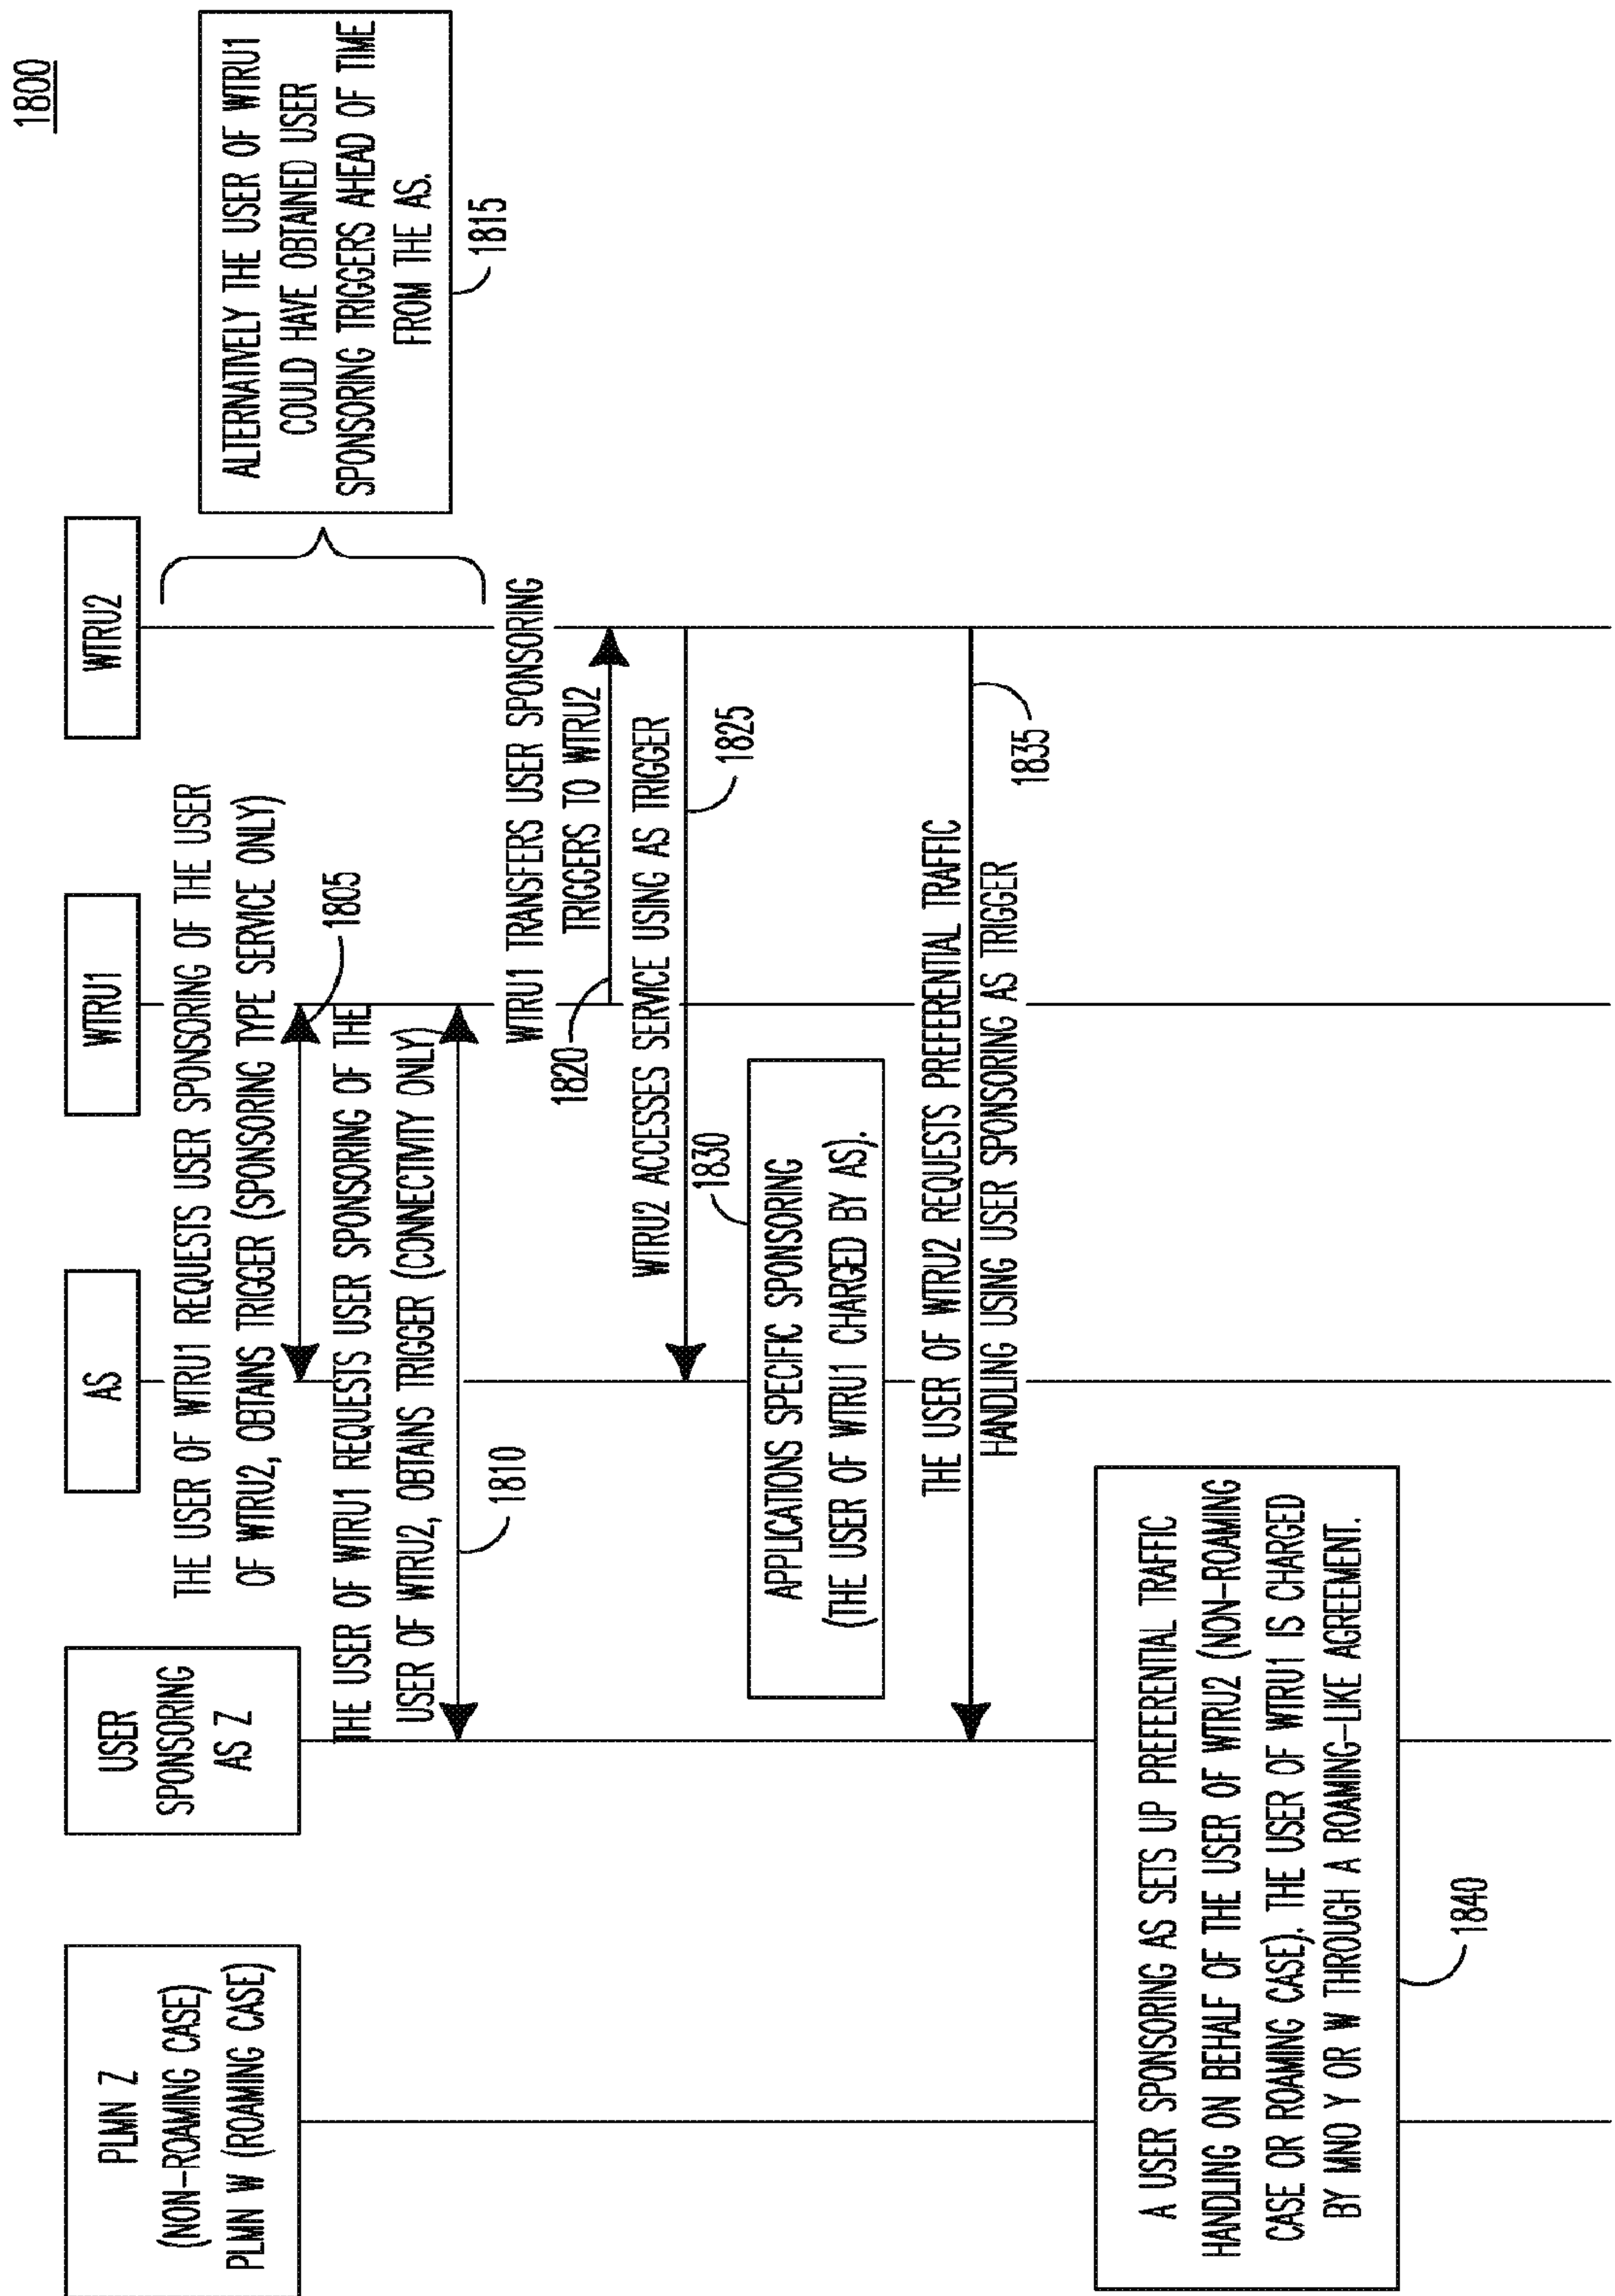 1800
PLMN Z
(NON-ROAMING CASE)
PLMN W (ROAMING CASE)
USER
SPONSORING
AS Z
AS
WTRU1
WTRU2
THE USER OF WTRU1 REQUESTS USER SPONSORING OF THE USER
OF WTRU2, OBTAINS TRIGGER (SPONSORING TYPE SERVICE ONLY)
1805
THE USER OF WTRU1 REQUESTS USER SPONSORING OF THE
USER OF WTRU2, OBTAINS TRIGGER (CONNECTIVITY ONLY)
1810
ALTERNATIVELY THE USER OF WTRU1
COULD HAVE OBTAINED USER
SPONSORING TRIGGERS AHEAD OF TIME
FROM THE AS.
1815
WTRU1 TRANSFERS USER SPONSORING
TRIGGERS TO WTRU2
1820
WTRU2 ACCESSES SERVICE USING AS TRIGGER
1825
1830
APPLICATIONS SPECIFIC SPONSORING
(THE USER OF WTRU1 CHARGED BY AS).
THE USER OF WTRU2 REQUESTS PREFERENTIAL TRAFFIC
HANDLING USING USER SPONSORING AS TRIGGER
1835
A USER SPONSORING AS SETS UP PREFERENTIAL TRAFFIC
HANDLING ON BEHALF OF THE USER OF WTRU2 (NON-ROAMING
CASE OR ROAMING CASE). THE USER OF WTRU1 IS CHARGED
BY MNO Y OR W THROUGH A ROAMING-LIKE AGREEMENT.
1840